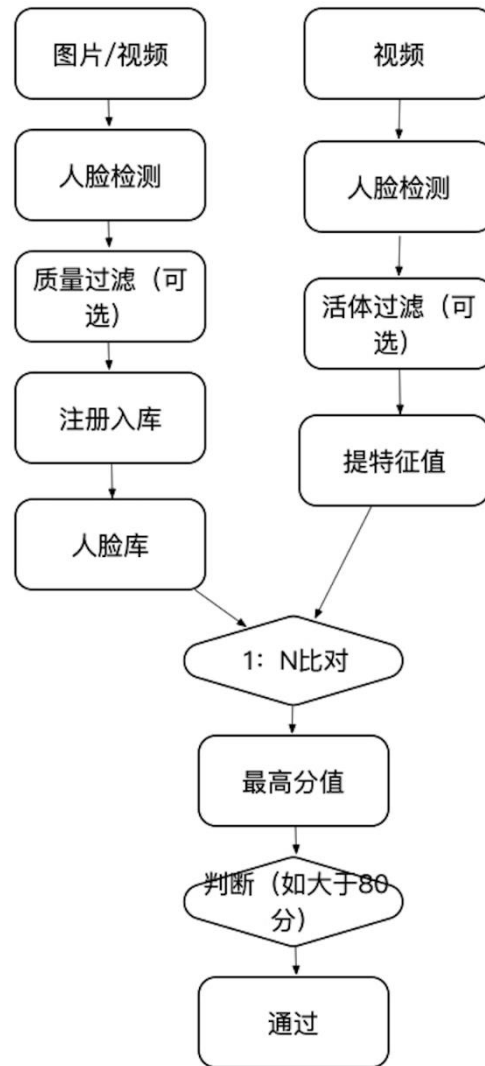 图片/视频
人脸检测
质量过滤（可
选）
注册入库
人脸库
视频
人脸检测
活体过滤（可
选）
提特征值
1：N比对
最高分值
判断（如大于80
分）
通过